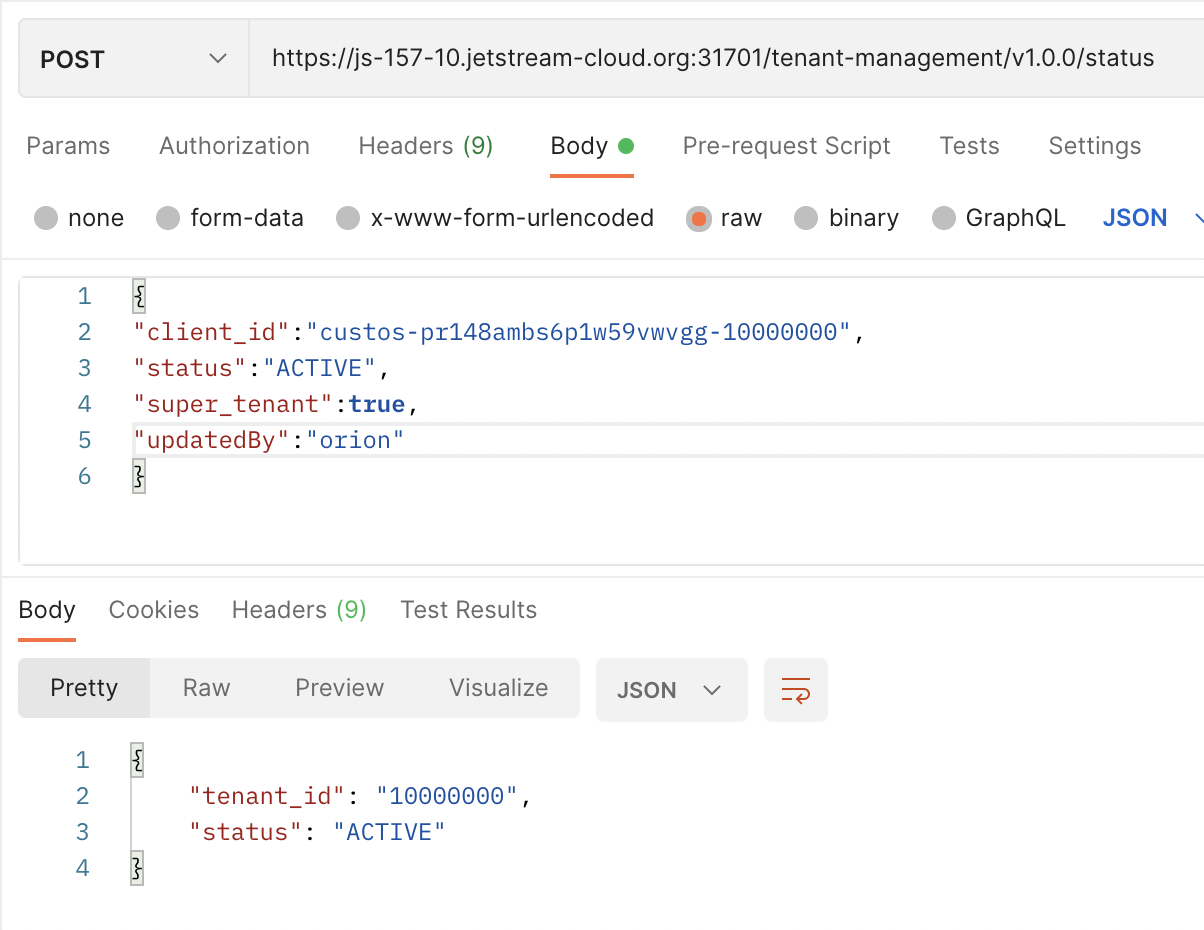 POST https://js-157-10.jetstream-cloud.org:31701/tenant-management/v1.0.0/status
Params Authorization Headers (9) Body Pre-request Script Tests Settings
none form-data x-www-form-urlencoded raw binary GraphQL JSON
1 {
2 "client_id":"custos-pr148ambs6p1w59vwvgg-10000000",
3 "status":"ACTIVE",
4 "super_tenant":true,
5 "updatedBy":"orion"
6 }
Body Cookies Headers (9) Test Results
Pretty Raw Preview Visualize JSON
1 {
2 "tenant_id": "10000000",
3 "status": "ACTIVE"
4 }